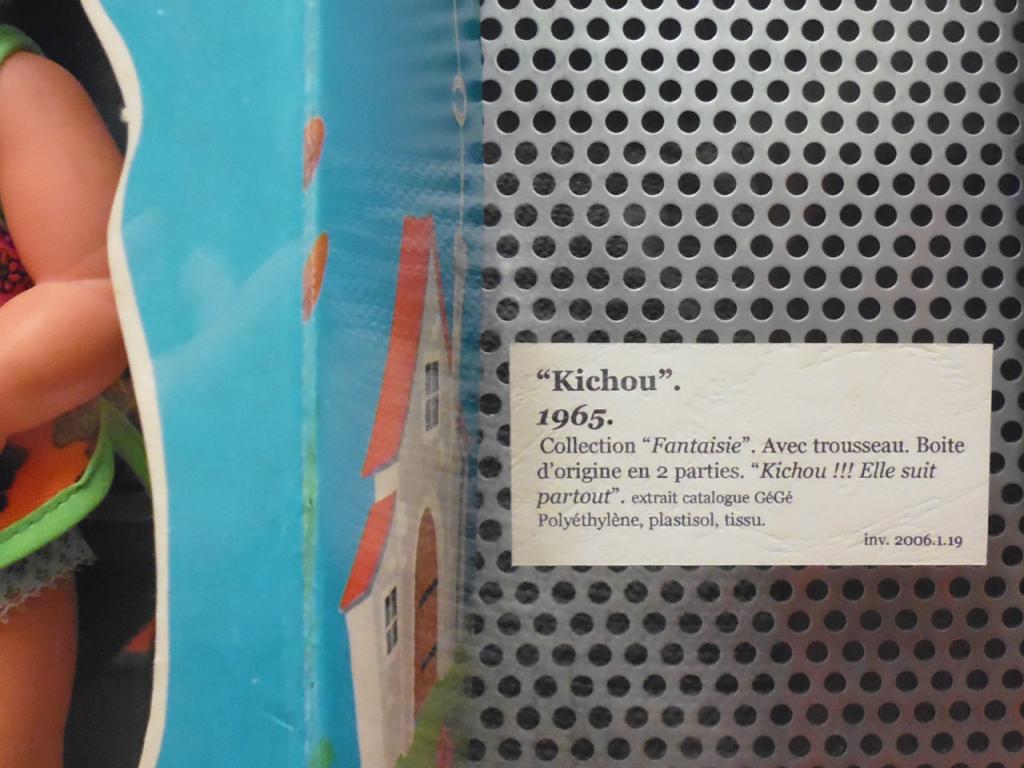 “Kichou”.
1965.
Collection “Fantaisie”. Avec trousseau. Boite
d’origine en 2 parties. “Kichou !!! Elle suit
partout”. extrait catalogue GéGé
Polyéthylène, plastisol, tissu.
inv. 2006.1.19